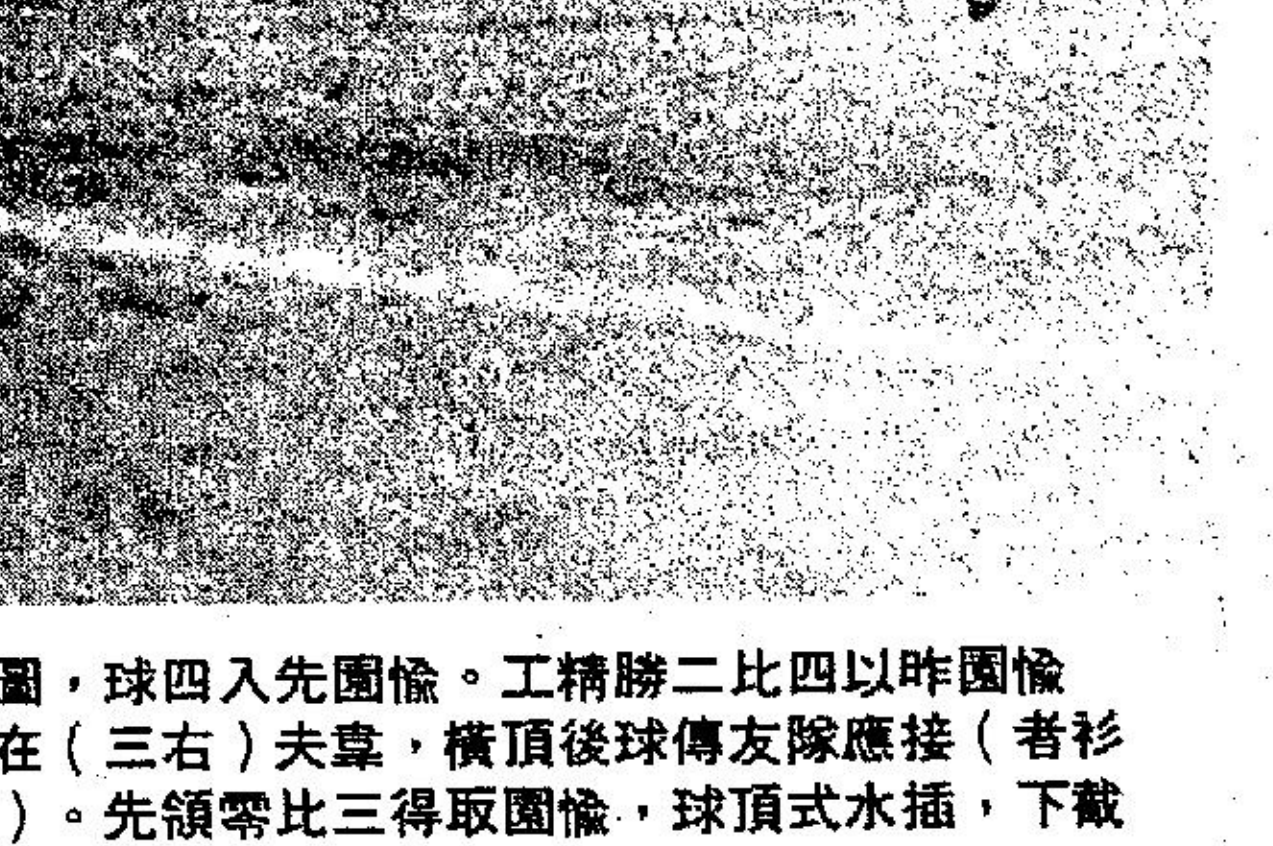 愉園昨以四比二勝精工。愉園先入四球,圖
衫者)接應隊友傳球後頂橫,韋夫(右三)在
截下,插水式頂球,愉園取得三比零領先。(